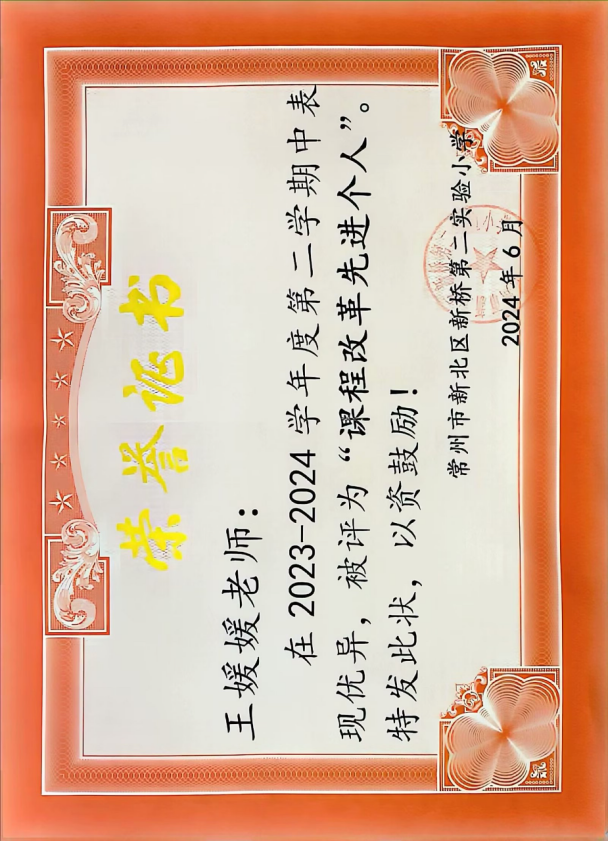 荣誉证书
王媛媛老师：
在 2023-2024 学年度第二学期中表
现优异，被评为“课程改革先进个人”。
特发此状，以资鼓励！
常州市新北区新桥第二实验小学
2024 年 6 月